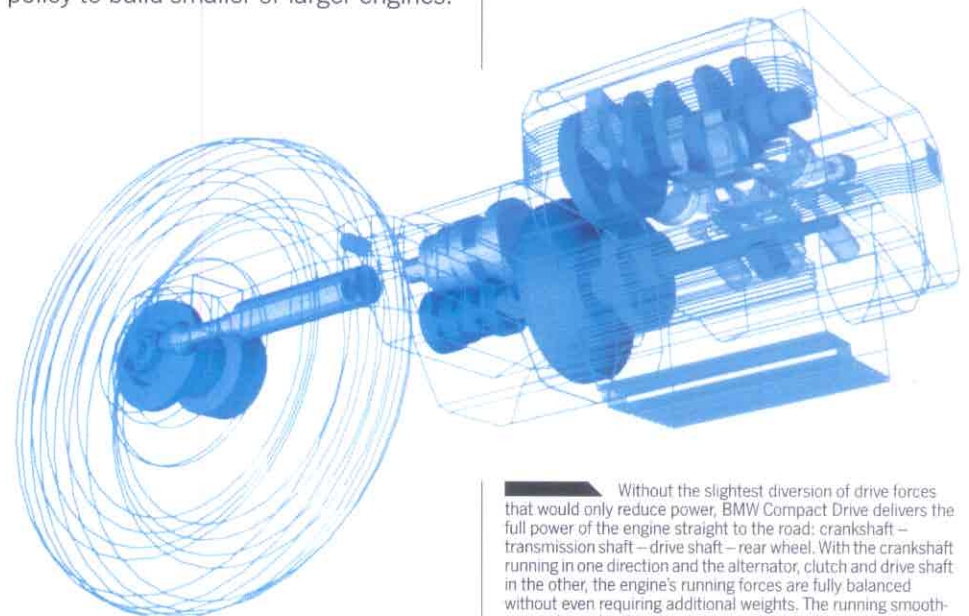 policy to build smaller or larger engines.
Without the slightest diversion of drive forces
that would only reduce power, BMW Compact Drive delivers the
full power of the engine straight to the road: crankshaft –
transmission shaft – drive shaft – rear wheel. With the crankshaft
running in one direction and the alternator, clutch and drive shaft
in the other, the engine's running forces are fully balanced
without even requiring additional weights. The running smooth-